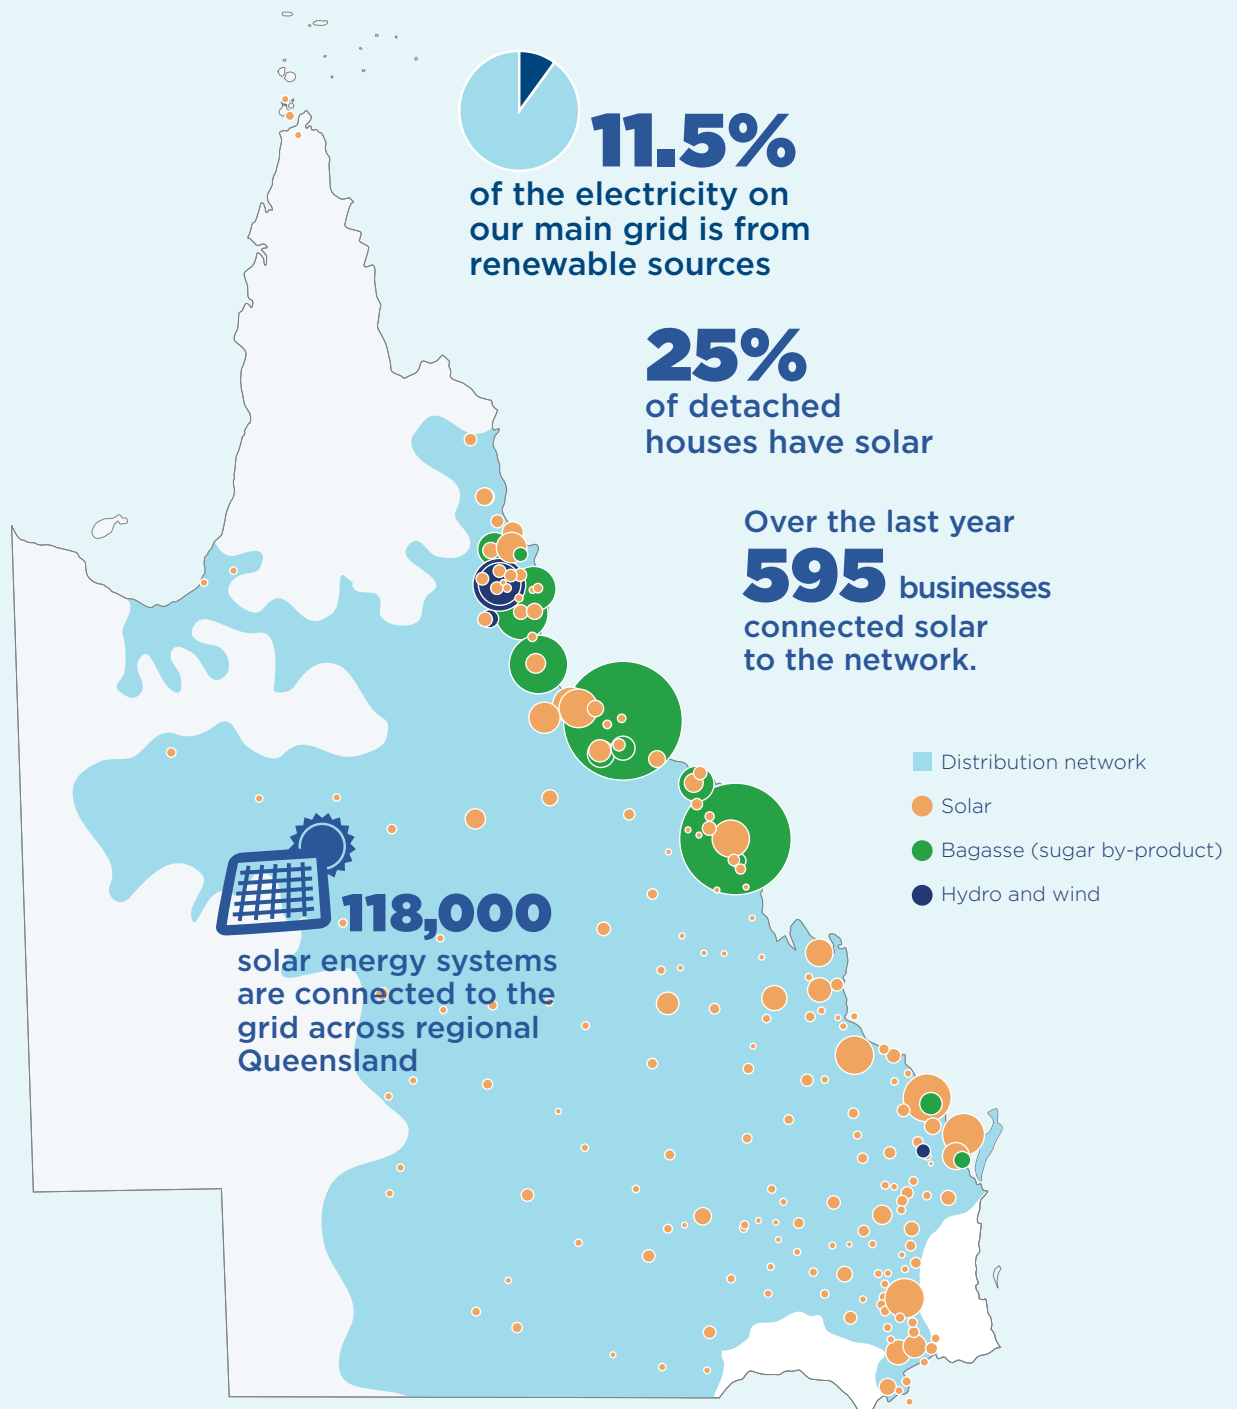 11.5%
of the electricity on
our main grid is from
renewable sources
25%
of detached
houses have solar
Over the last year
595 businesses
connected solar
to the network.
Distribution network
Solar
Bagasse (sugar by-product)
Hydro and wind
118,000
solar energy systems
are connected to the
grid across regional
Queensland